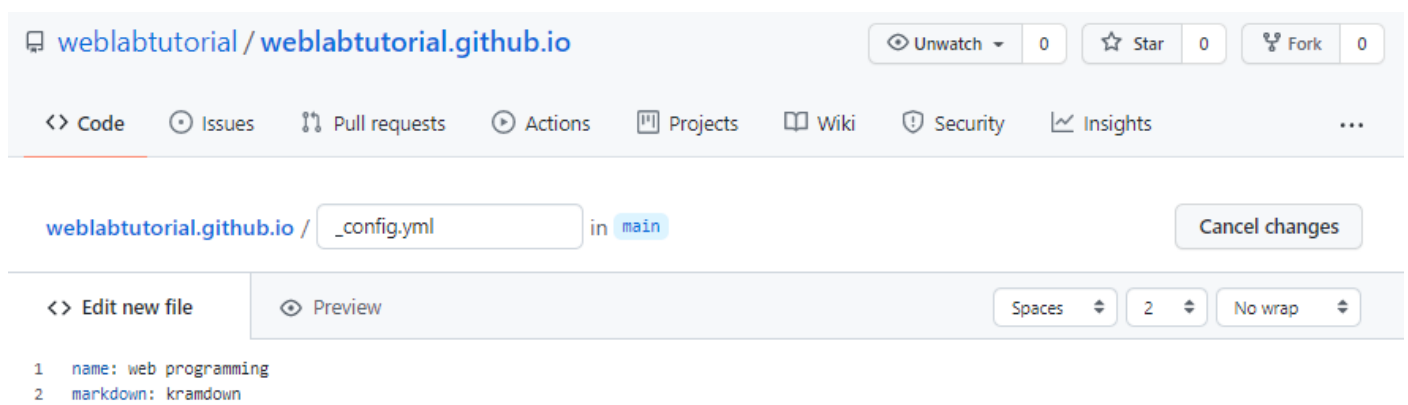 weblabtutorial / weblabtutorial.github.io Unwatch 0 Star 0 Fork 0
<> Code Issues Pull requests Actions Projects Wiki Security Insights ...
weblabtutorial.github.io / _config.yml in main Cancel changes
<> Edit new file Preview Spaces 2 No wrap
1 name: web programming
2 markdown: kramdown